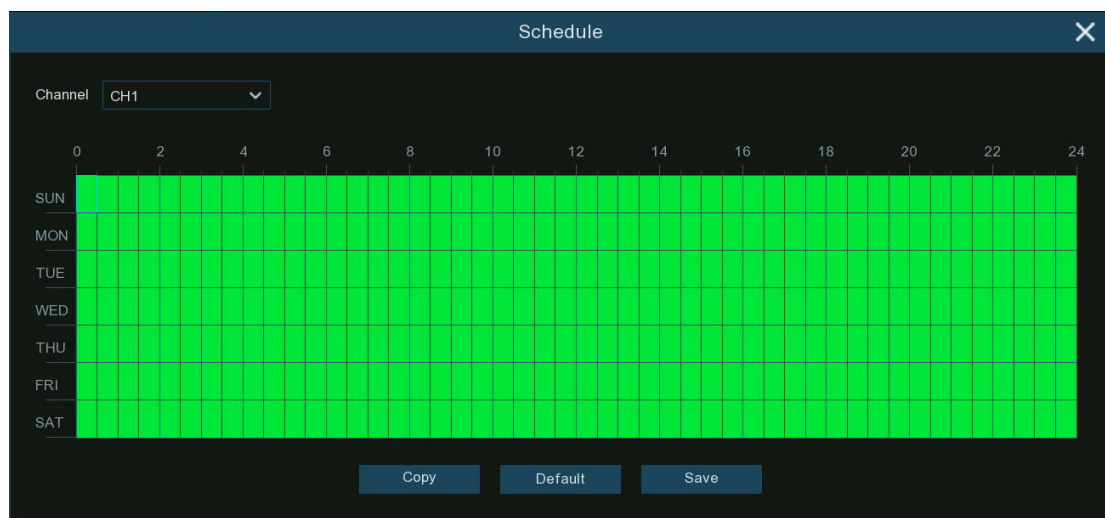 Schedule
Channel CH1
0 2 4 6 8 10 12 14 16 18 20 22 24
SUN
MON
TUE
WED
THU
FRI
SAT
Copy Default Save